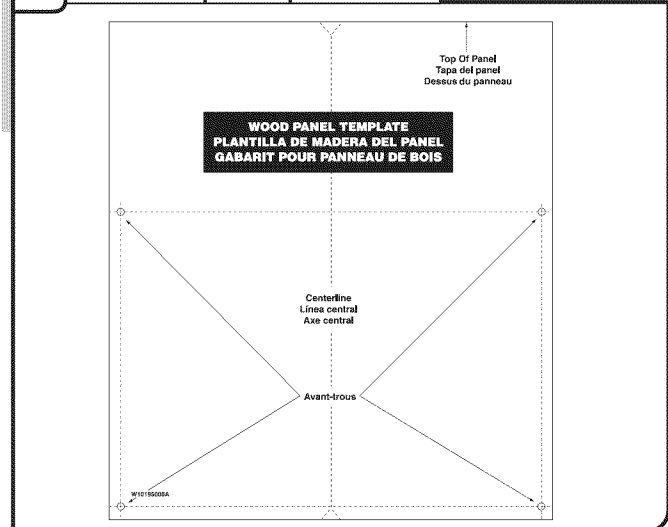 Top Of Panel
Tapa del panel
Dessus du panneau
WOOD PANEL TEMPLATE
PLANTILLA DE MADERA DEL PANEL
GABARIT POUR PANNEAU DE BOIS
Centerline
Línea central
Axe central
Avant-trous
W10195008A